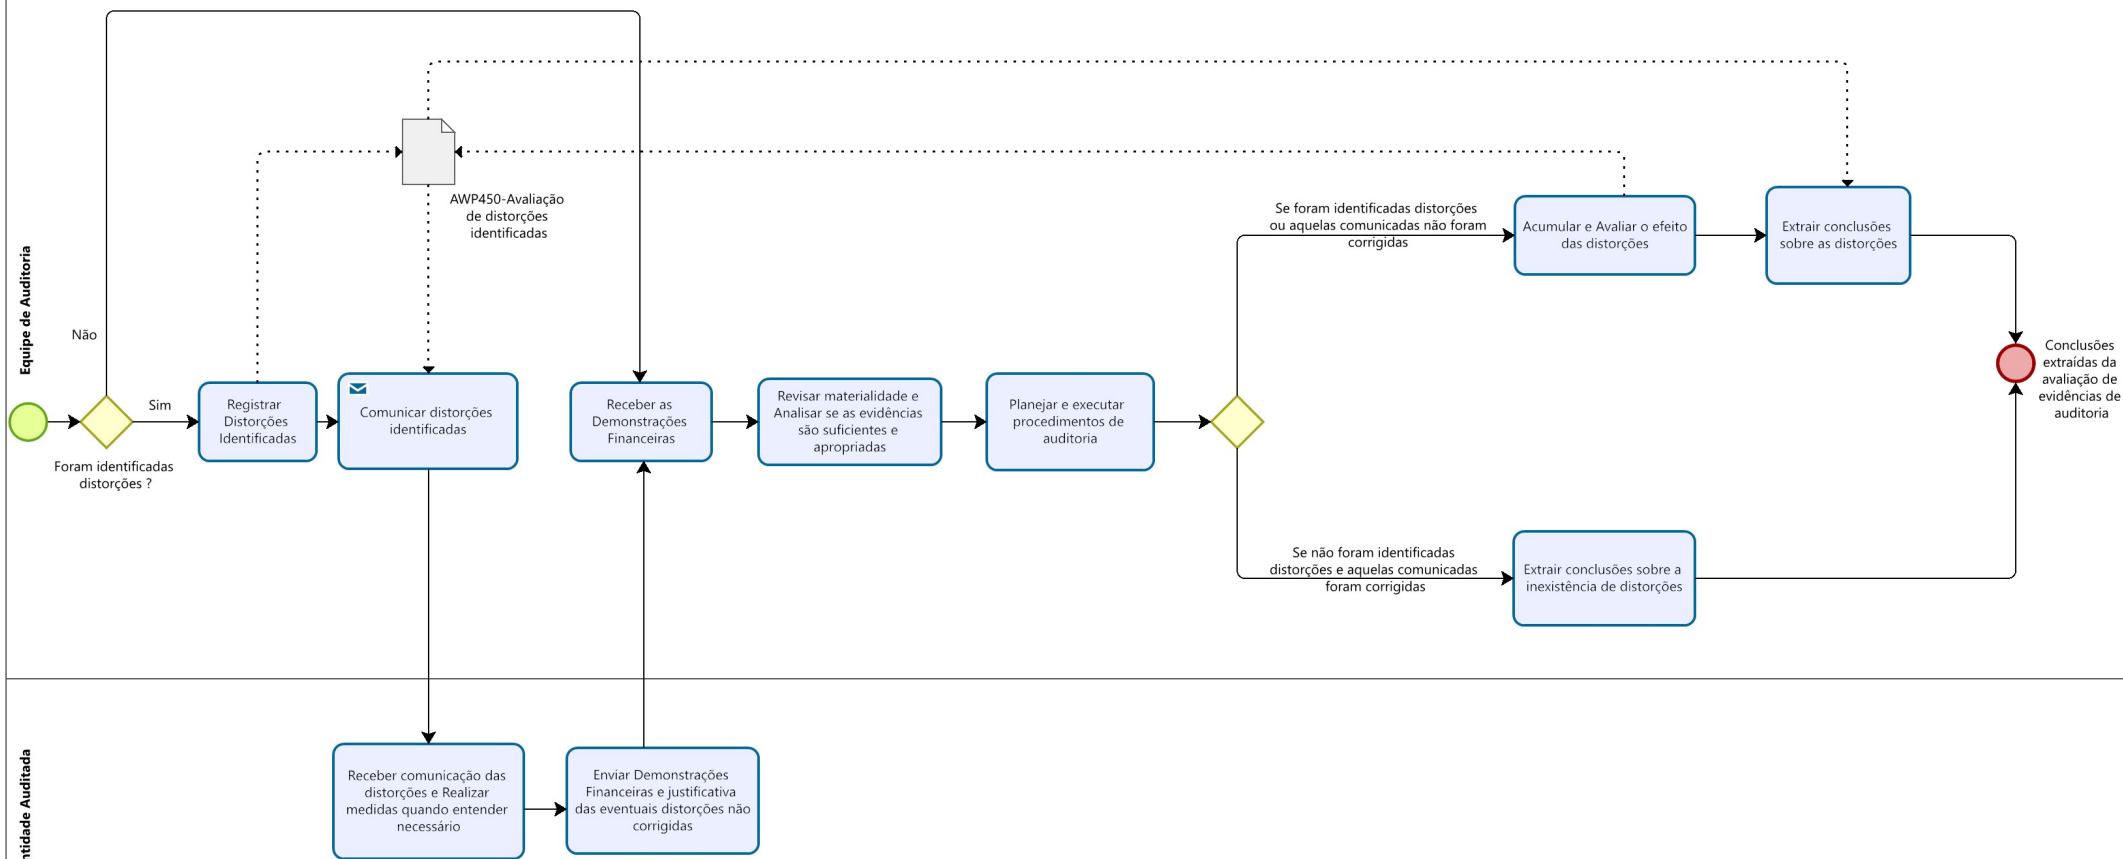 Equipe de Auditoria
Não
Sim
Foram identificadas
distorções ?
Registrar
Distorções
Identificadas
AWP450-Avaliação
de distorções
identificadas
Comunicar distorções
identificadas
Receber as
Demonstrações
Financeiras
Revisar materialidade e
Analisar se as evidências
são suficientes e
apropriadas
Planejar e executar
procedimentos de
auditoria
Se foram identificadas distorções
ou aquelas comunicadas não foram
corrigidas
Acumular e Avaliar o efeito
das distorções
Extrair conclusões
sobre as distorções
Conclusões
extraídas da
avaliação de
evidências de
auditoria
Se não foram identificadas
distorções e aquelas comunicadas
foram corrigidas
Extrair conclusões sobre a
inexistência de distorções
ntidade Auditada
Receber comunicação das
distorções e Realizar
medidas quando entender
necessário
Enviar Demonstrações
Financeiras e justificativa
das eventuais distorções não
corrigidas